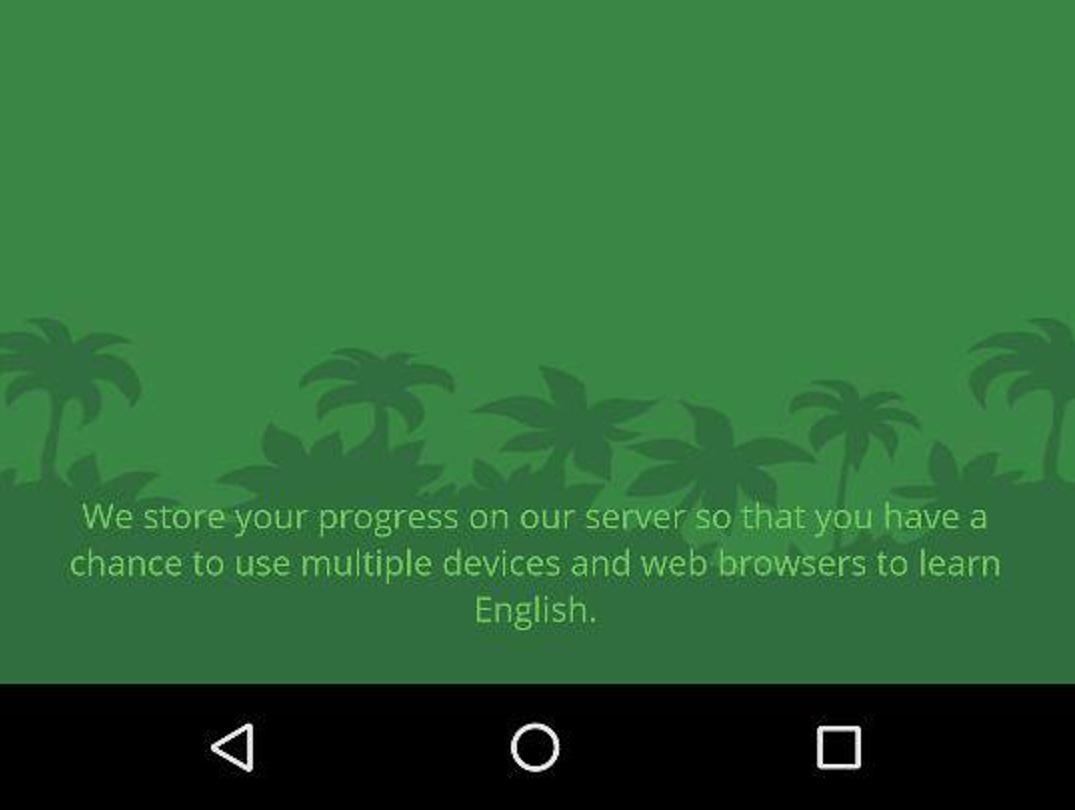 We store your progress on our server so that you have a
chance to use multiple devices and web browsers to learn
English.